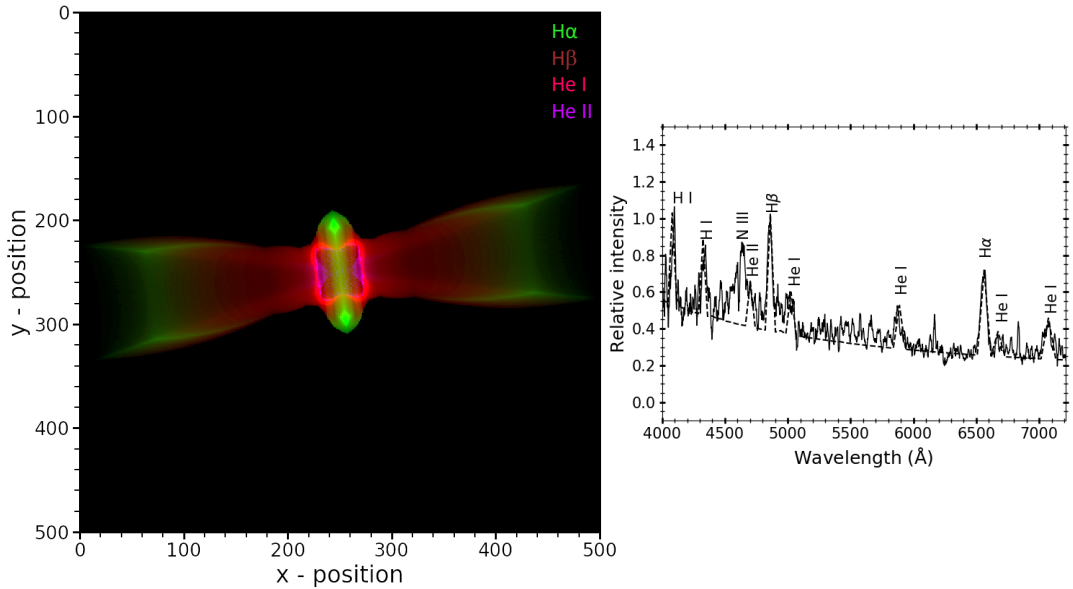 0
100
200
300
400
500
y - position
0 100 200 300 400 500
x - position
Hα
Hβ
He I
He II
1.4
1.2
1.0
0.8
0.6
0.4
0.2
0.0
Relative intensity
H I
H I
N III
He II
Hβ
He I
He I
Hα
He I
He I
4000 4500 5000 5500 6000 6500 7000
Wavelength (Å)